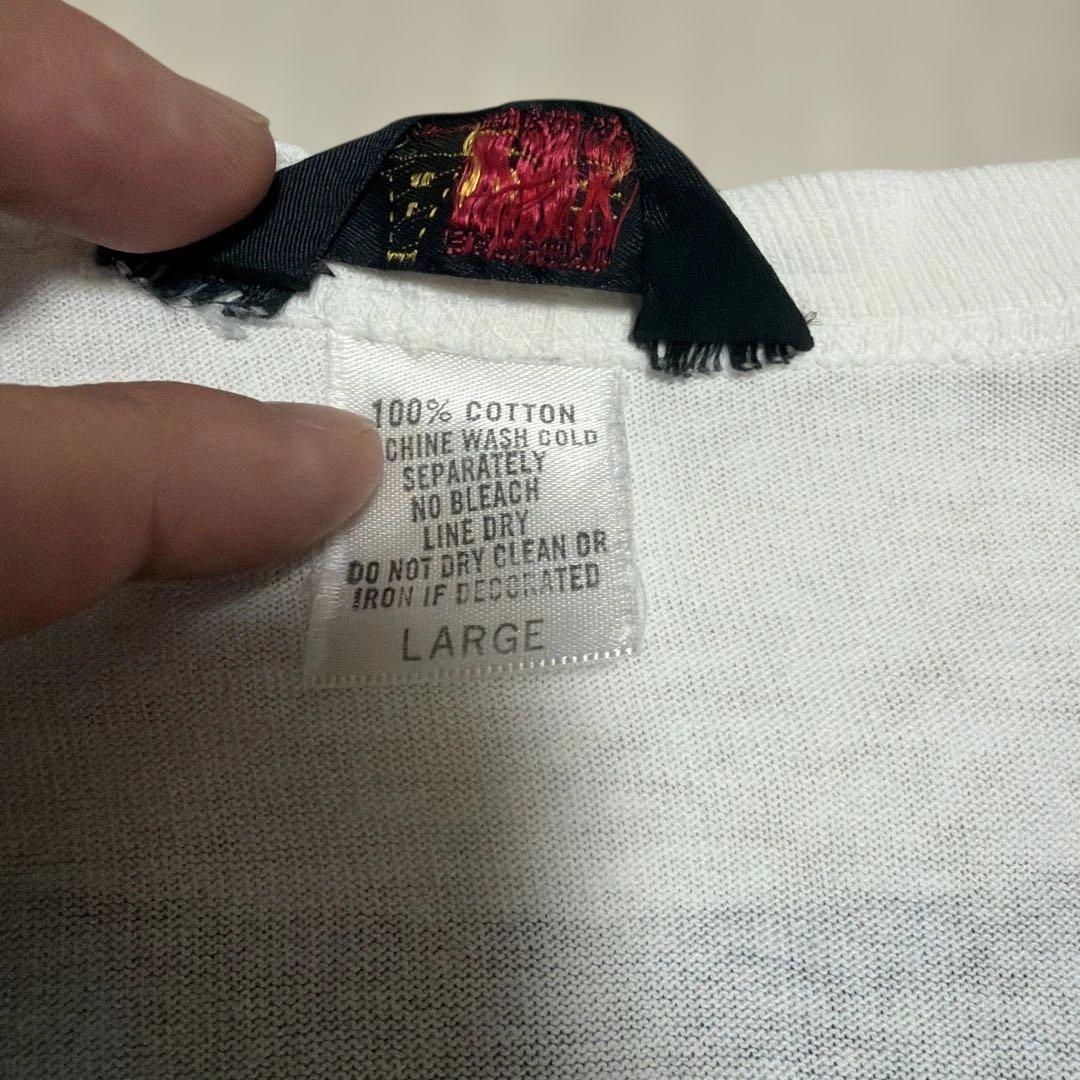 100% COTTON
CHINE WASH COLD
SEPARATELY
NO BLEACH
LINE DRY
DO NOT DRY CLEAN OR
IRON IF DECORATED
LARGE